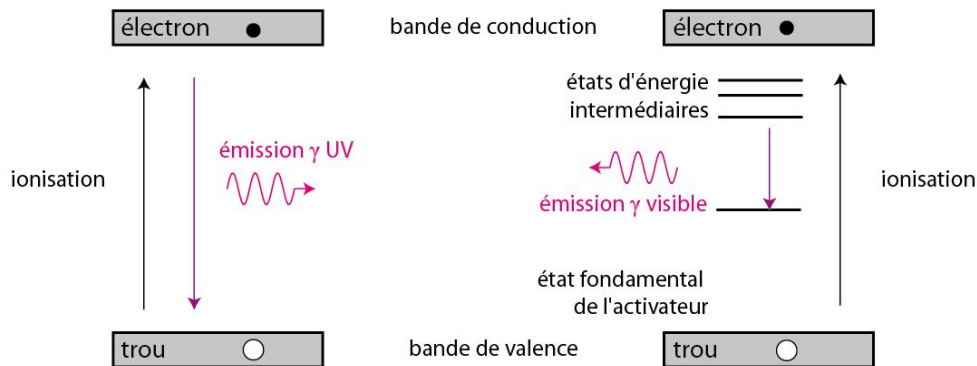 électron
bande de conduction
électron
états d'énergie
intermédiaires
émission γ UV
ionisation
ionisation
émission γ visible
état fondamental
de l'activateur
trou
bande de valence
trou